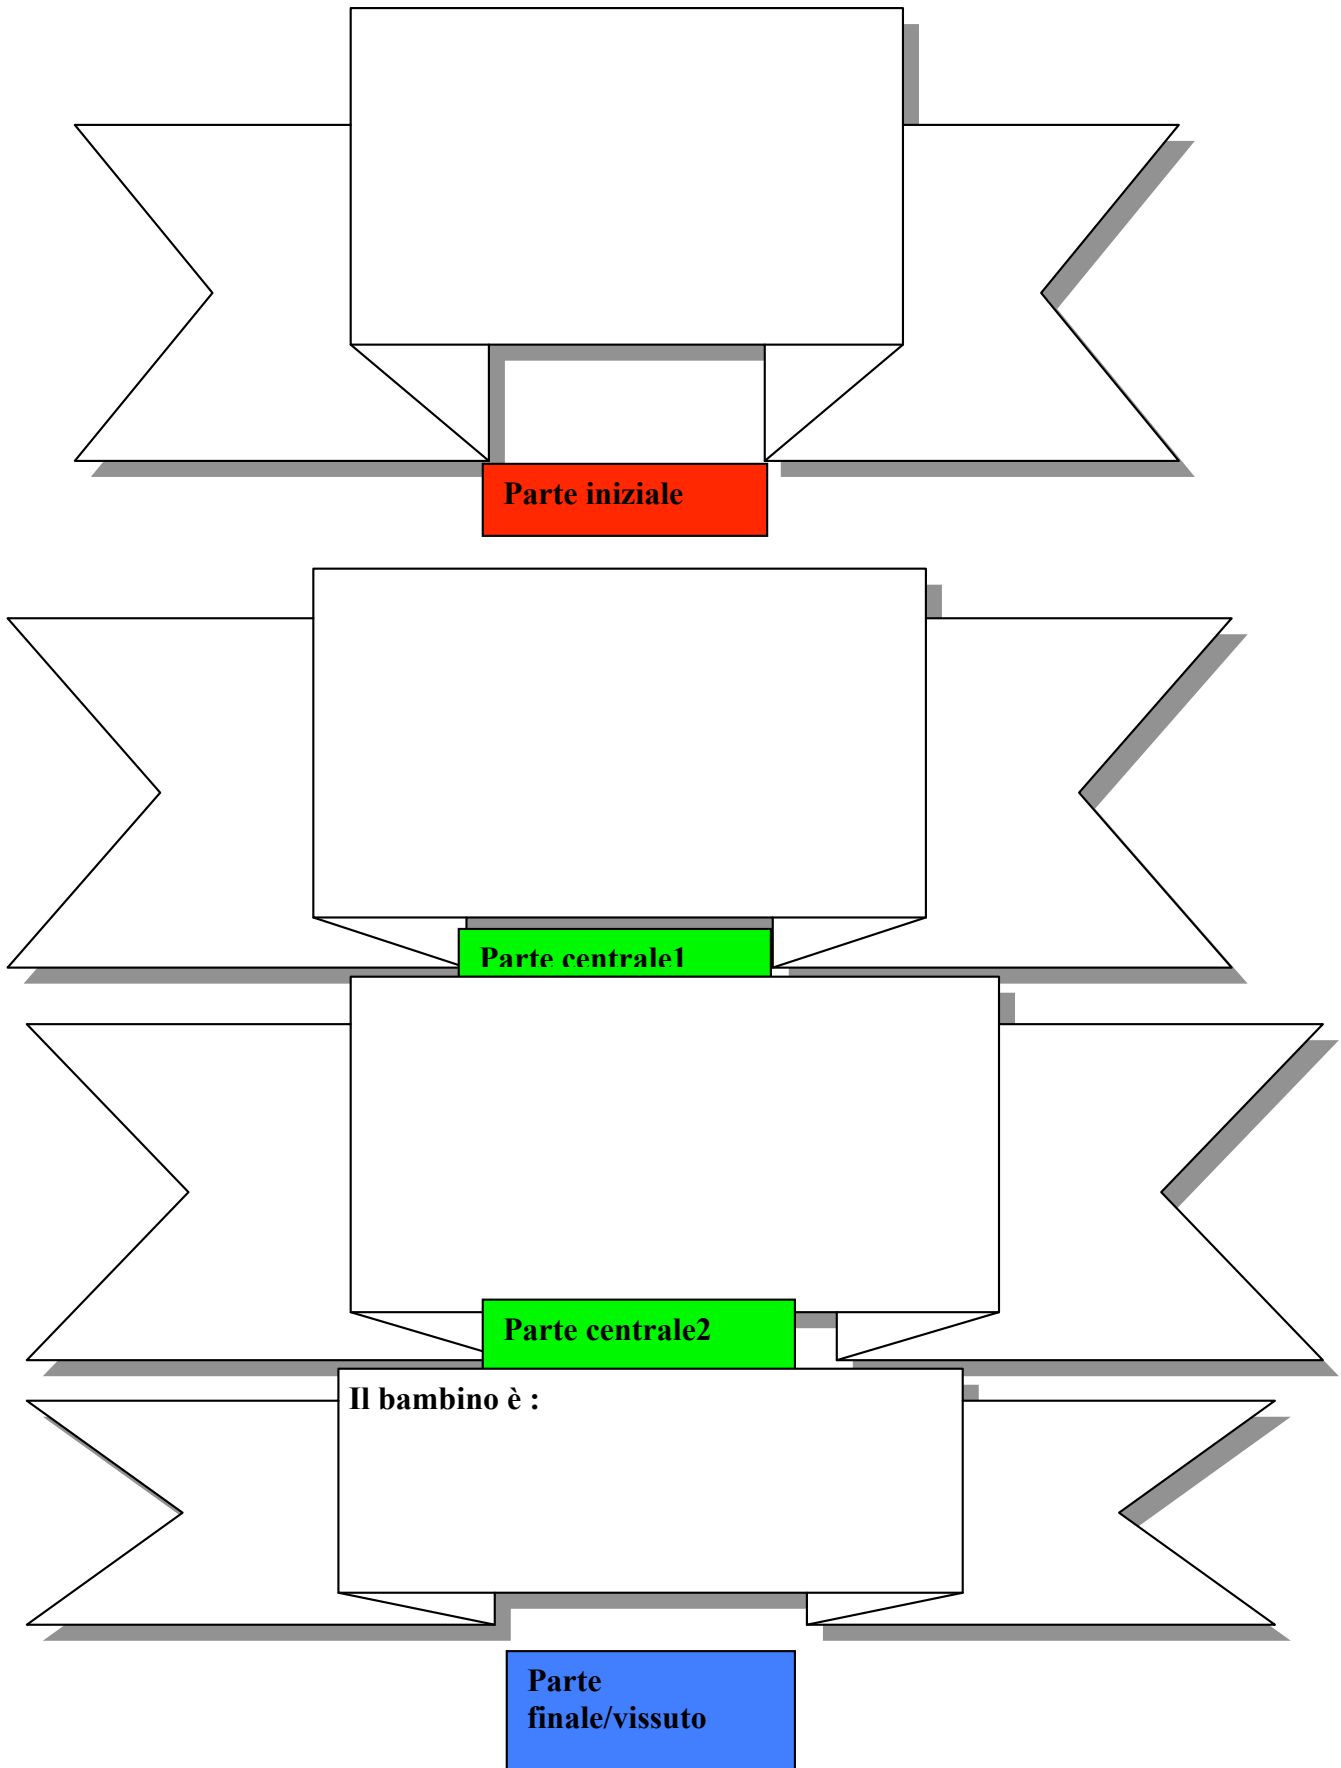 Parte iniziale
Parte centrale1
Parte centrale2
Il bambino è :
Parte
finale/vissuto